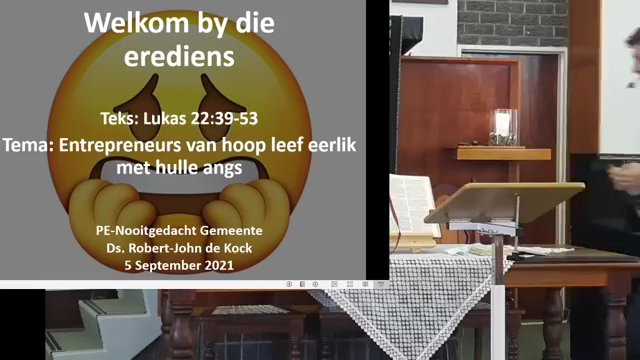 Welkom by die
erediens
Teks: Lukas 22:39-53
Tema: Entrepreneurs van hoop leef eerlik
met hulle angs
PE-Nooitgedacht Gemeente
Ds. Robert-John de Kock
5 September 2021